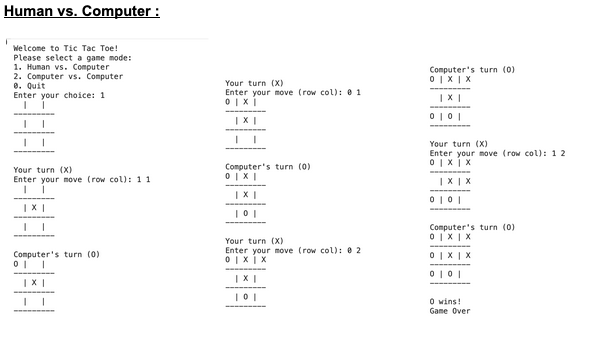 Human vs. Computer :
Welcome to Tic Tac Toe!
Please select a game mode:
1. Human vs. Computer
2. Computer vs. Computer
0. Quit
Enter your choice: 1
  |   |
---------
  |   |
---------
  |   |
---------
Your turn (X)
Enter your move (row col): 1 1
  |   |
---------
  | X |
---------
  |   |
---------
Computer's turn (O)
O |   |
---------
  | X |
---------
  |   |
---------
Your turn (X)
Enter your move (row col): 0 1
O | X |
---------
  | X |
---------
  |   |
---------
Computer's turn (O)
O | X |
---------
  | X |
---------
  | O |
---------
Your turn (X)
Enter your move (row col): 0 2
O | X | X
---------
  | X |
---------
  | O |
---------
Computer's turn (O)
O | X | X
---------
  | X |
---------
O | O |
---------
Your turn (X)
Enter your move (row col): 1 2
O | X | X
---------
  | X | X
---------
O | O |
---------
Computer's turn (O)
O | X | X
---------
O | X | X
---------
O | O |
---------
O wins!
Game Over